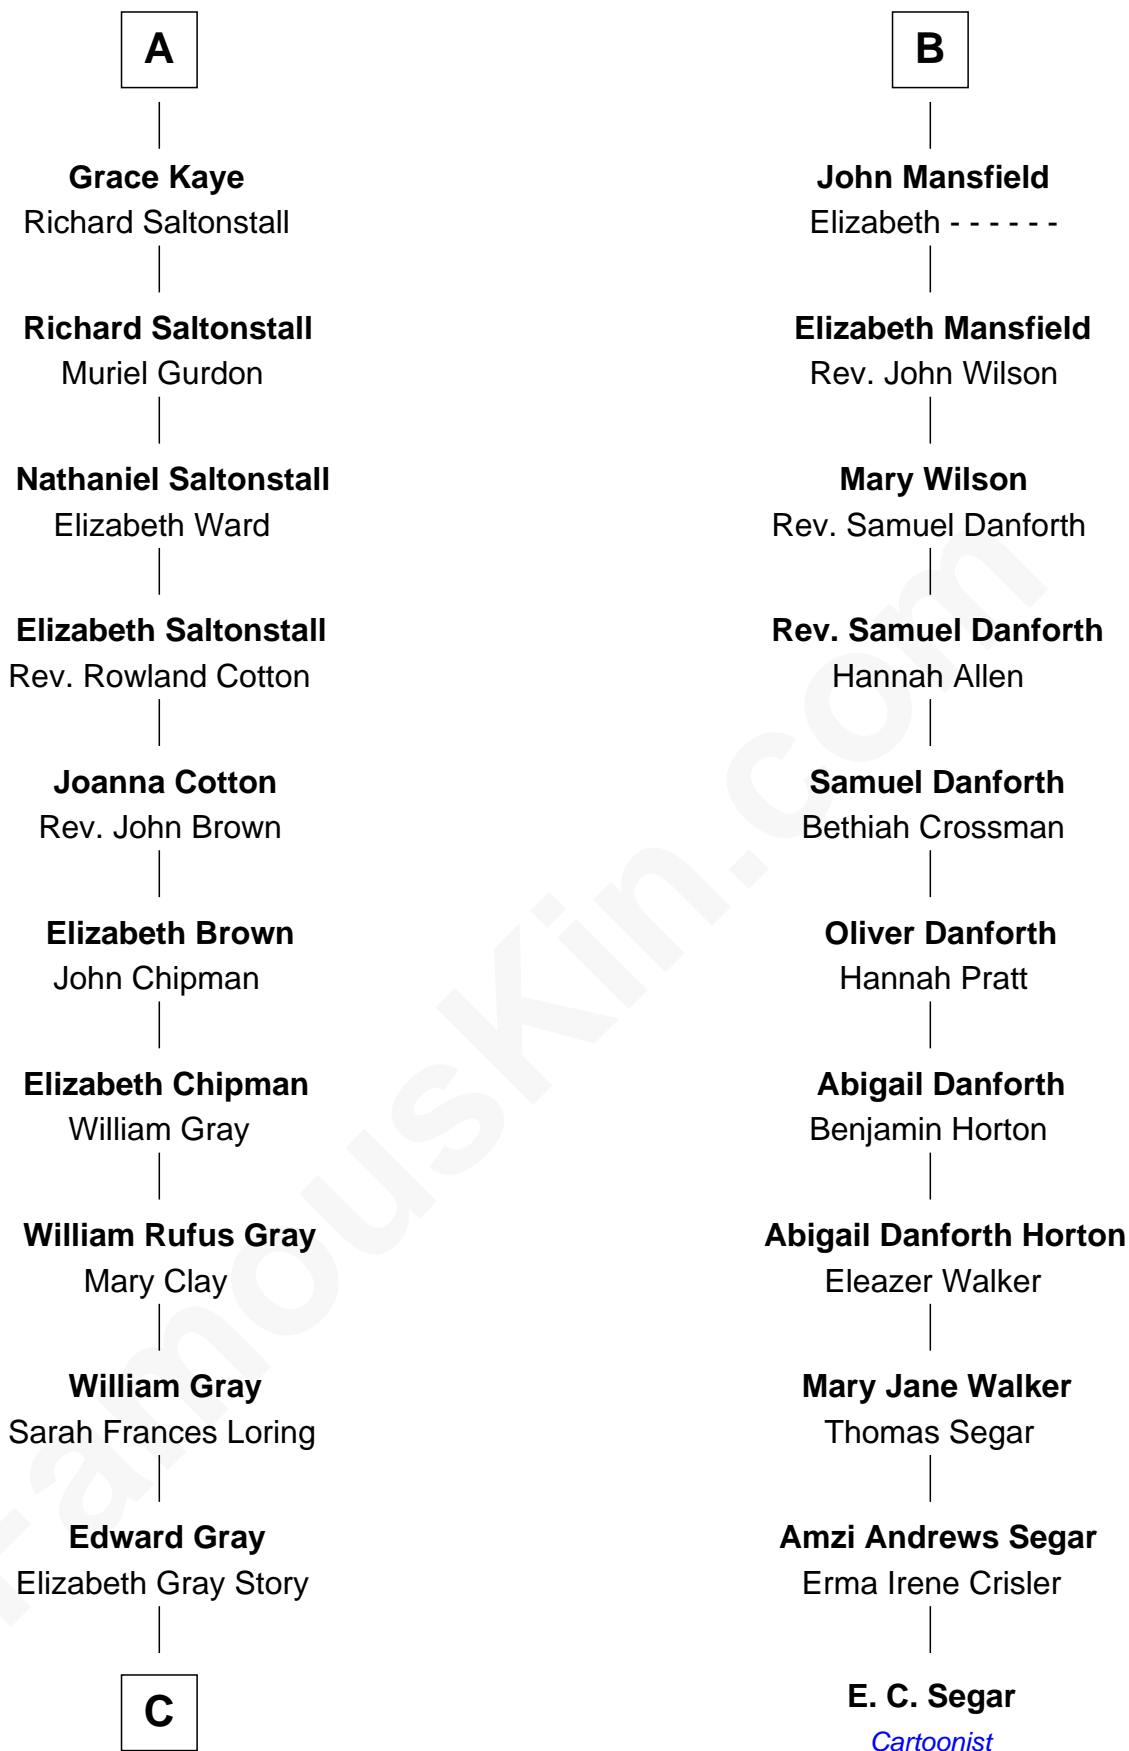 A
Grace Kaye
Richard Saltonstall
Richard Saltonstall
Muriel Gurdon
Nathaniel Saltonstall
Elizabeth Ward
Elizabeth Saltonstall
Rev. Rowland Cotton
Joanna Cotton
Rev. John Brown
Elizabeth Brown
John Chipman
Elizabeth Chipman
William Gray
William Rufus Gray
Mary Clay
William Gray
Sarah Frances Loring
Edward Gray
Elizabeth Gray Story
C
B
John Mansfield
Elizabeth - - - - - -
Elizabeth Mansfield
Rev. John Wilson
Mary Wilson
Rev. Samuel Danforth
Rev. Samuel Danforth
Hannah Allen
Samuel Danforth
Bethiah Crossman
Oliver Danforth
Hannah Pratt
Abigail Danforth
Benjamin Horton
Abigail Danforth Horton
Eleazer Walker
Mary Jane Walker
Thomas Segar
Amzi Andrews Segar
Erma Irene Crisler
E. C. Segar
Cartoonist
FamousKin.com